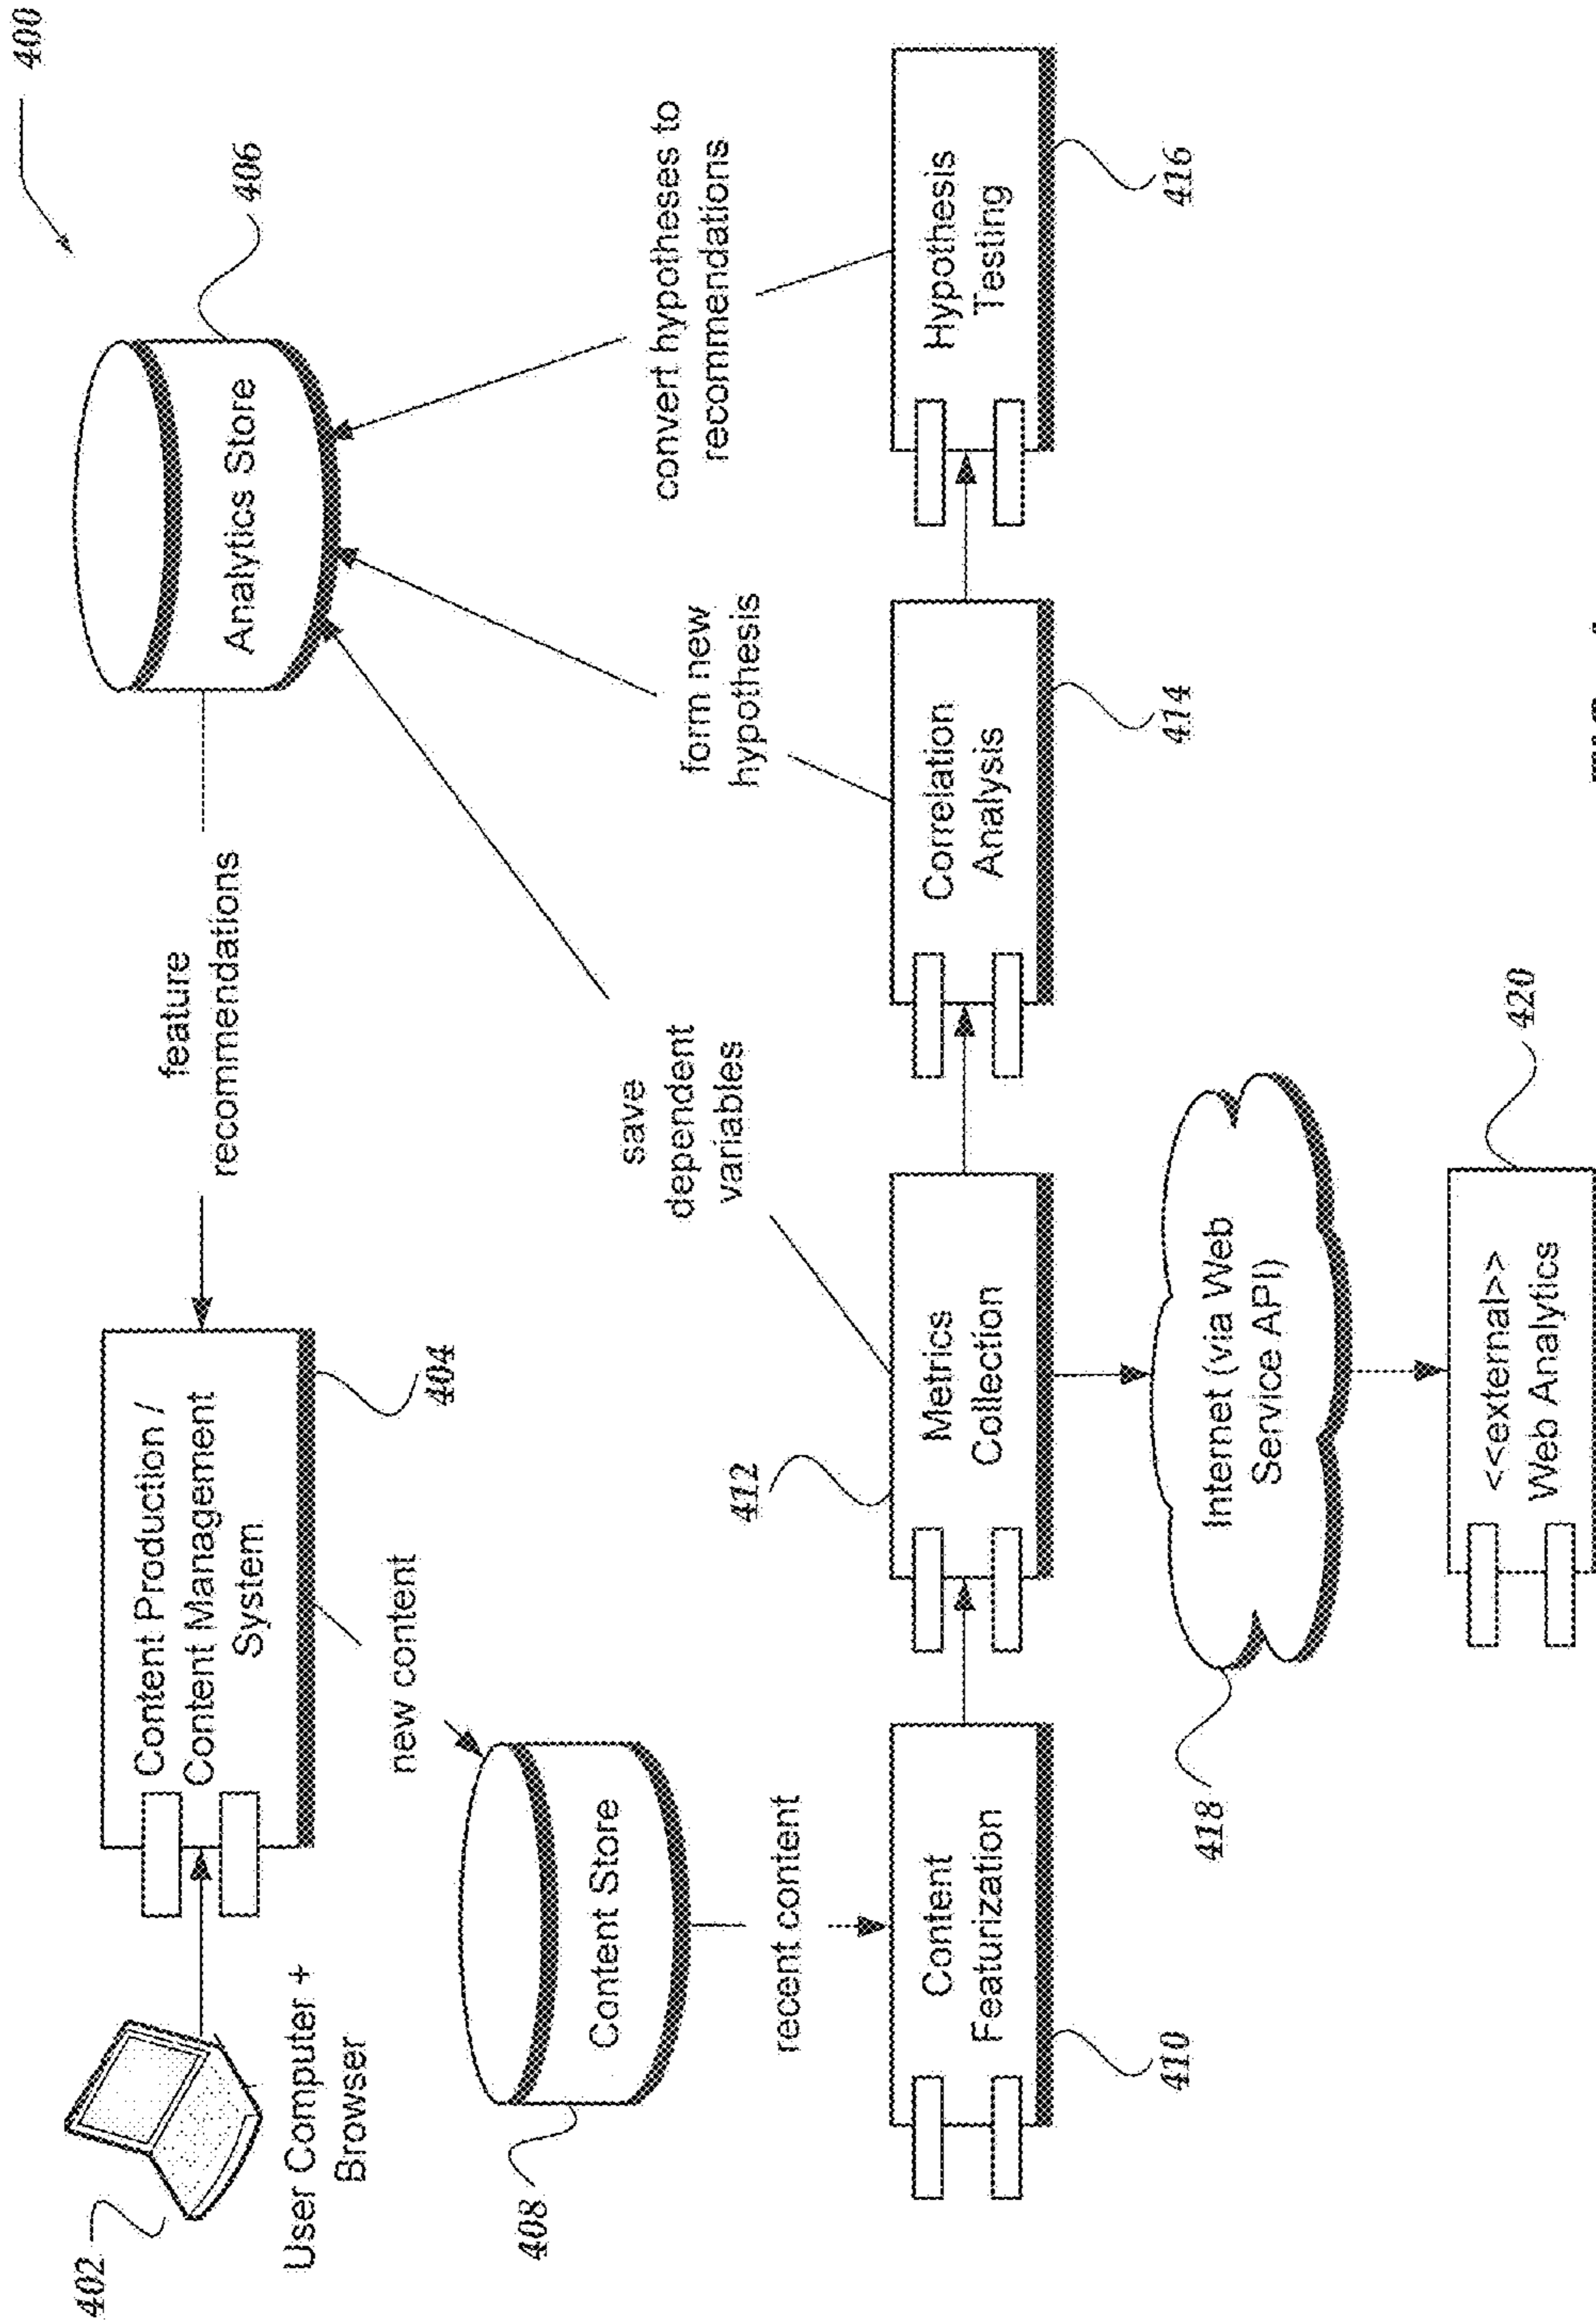 400
402
User Computer +
Browser
Content Production /
Content Management
System
404
feature
recommendations
Analytics Store
406
new content
408
Content Store
recent content
save
dependent
variables
form new
hypothesis
convert hypotheses to
recommendations
Content
Featurization
410
412
Metrics
Collection
Correlation
Analysis
414
Hypothesis
Testing
416
418
Internet (via Web
Service API)
<<external>>
Web Analytics
420